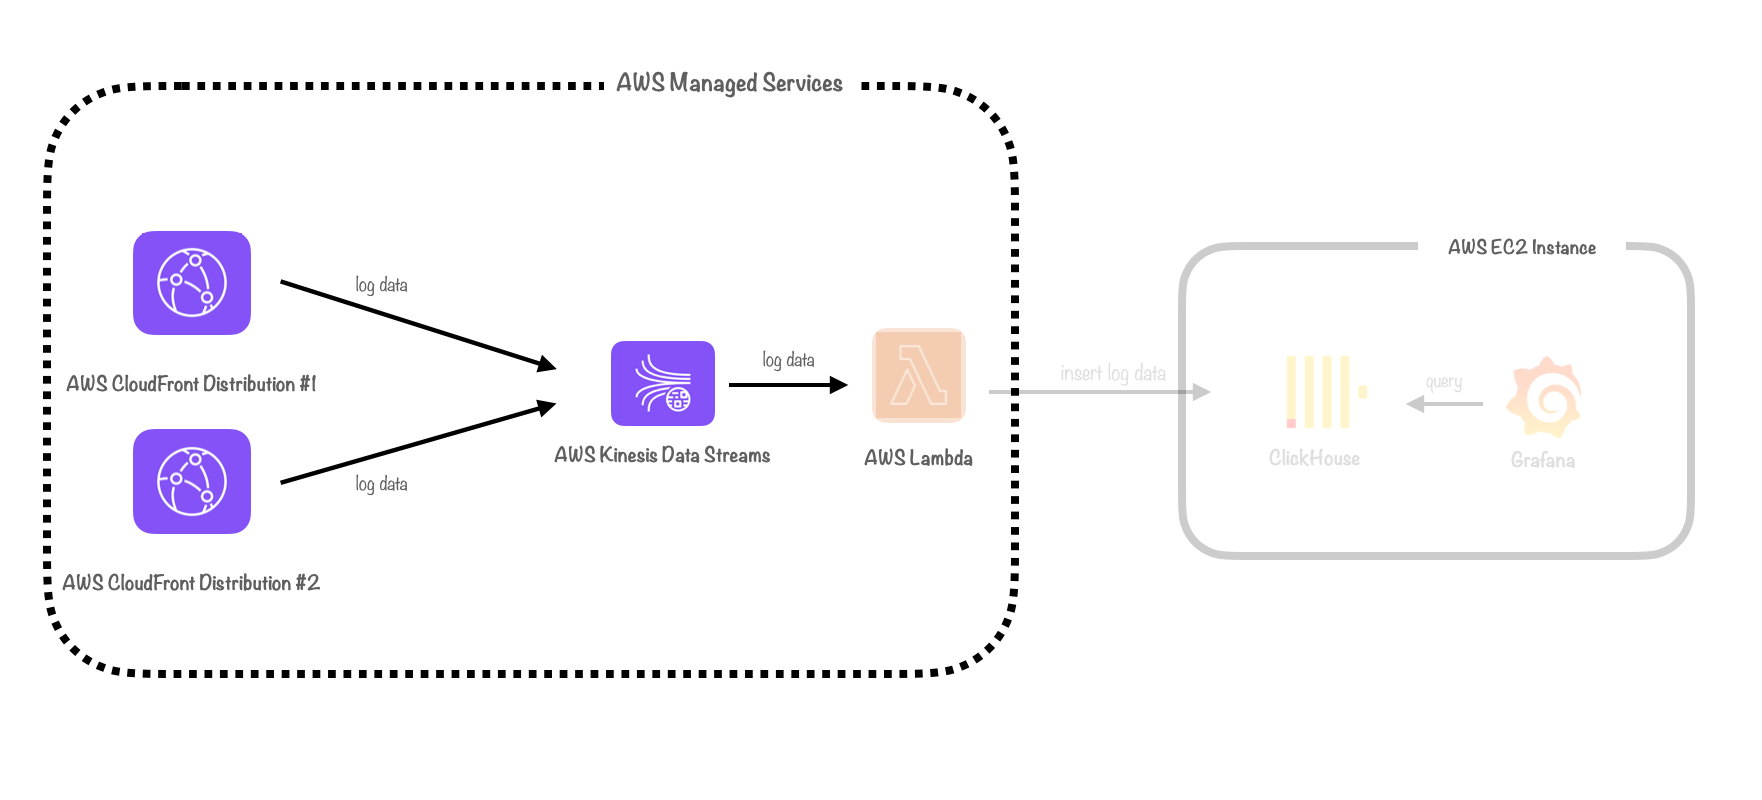 AWS Managed Services
AWS EC2 Instance
log data
log data
insert log data
query
AWS CloudFront Distribution #1
AWS Kinesis Data Streams
AWS Lambda
ClickHouse
Grafana
log data
AWS CloudFront Distribution #2